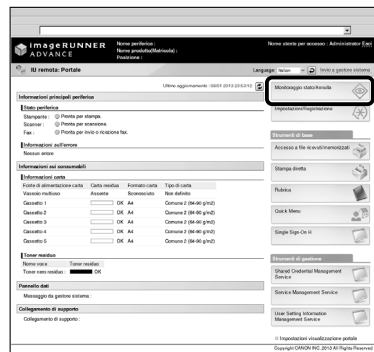 imageRUNNER
ADVANCE
Nome periferica :
Nome prodotto(Matricola) :
Posizione :
Nome utente per accesso : Administrator Esci
IU remota: Portale
Language: Italian
Invio a gestore sistema
Ultimo aggiornamento :
Monitoraggio stato/Annulla
Impostazioni/Registrazione
Informazioni principali periferica
Stato periferica
Stampante : Pronta per stampa.
Scanner : Pronta per scansione.
Fax : Pronta per invio o ricezione fax.
Informazioni sull'errore
Nessun errore.
Informazioni sui consumabili
Informazioni carta
Fonte di alimentazione carta Carta residua Formato carta Tipo di carta
Vassoio multiuso Assente Sconosciuto Non definito
Cassetto 1 OK A4 Comune 2 (64-90 g/m2)
Cassetto 2 OK A4 Comune 2 (64-90 g/m2)
Cassetto 3 OK A4 Comune 2 (64-90 g/m2)
Cassetto 4 OK A4 Comune 2 (64-90 g/m2)
Cassetto 5 OK A4 Comune 2 (64-90 g/m2)
Toner residuo
Nome voce Toner residuo
Toner nero residuo : OK
Pannello dati
Messaggio da gestore sistema :
Collegamento di supporto
Collegamento di supporto :
Strumenti di base
Accesso a file ricevuti/memorizzati
Stampa diretta
Rubrica
Quick Menu
Single Sign-On H
Strumenti di gestione
Shared Credential Management
Service
Service Management Service
User Setting Information
Management Service
Impostazioni visualizzazione portale
Copyright CANON INC. 2013 All Rights Reserved